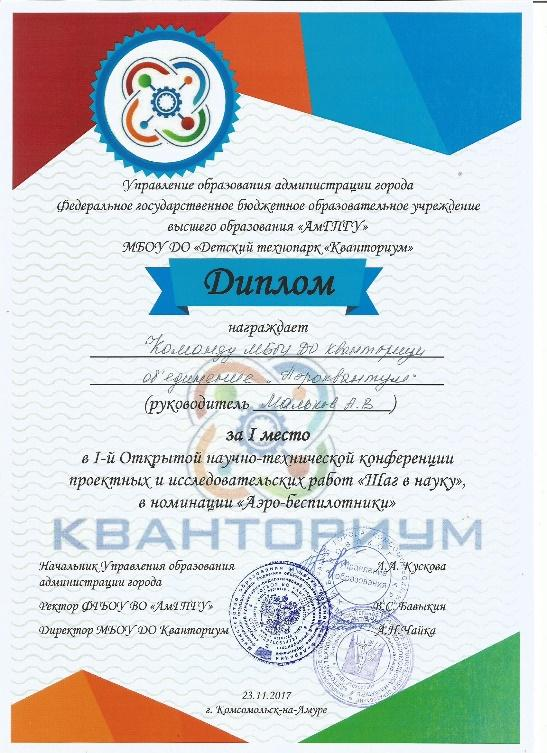 Управление образования администрации города
Федеральное государственное бюджетное образовательное учреждение
высшего образования «АмГПГУ»
МБОУ ДО «Детский технопарк «Кванториум»
Диплом
награждает
Команду МБОУ ДО Кванториум
об'единение „Аэроквантум"
(руководитель Мальков А.В)
за I место
в I-й Открытой научно-технической конференции
проектных и исследовательских работ «Шаг в науку»,
в номинации «Аэро-беспилотники»
КВАНТОРИУМ
Начальник Управления образования
администрации города
Л.А. Кускова
Ректор ФГБОУ ВО «АмГПГУ»
В.С. Бавыкин
Директор МБОУ ДО Кванториум
А.Н.Чайка
23.11.2017
г. Комсомольск-на-Амуре